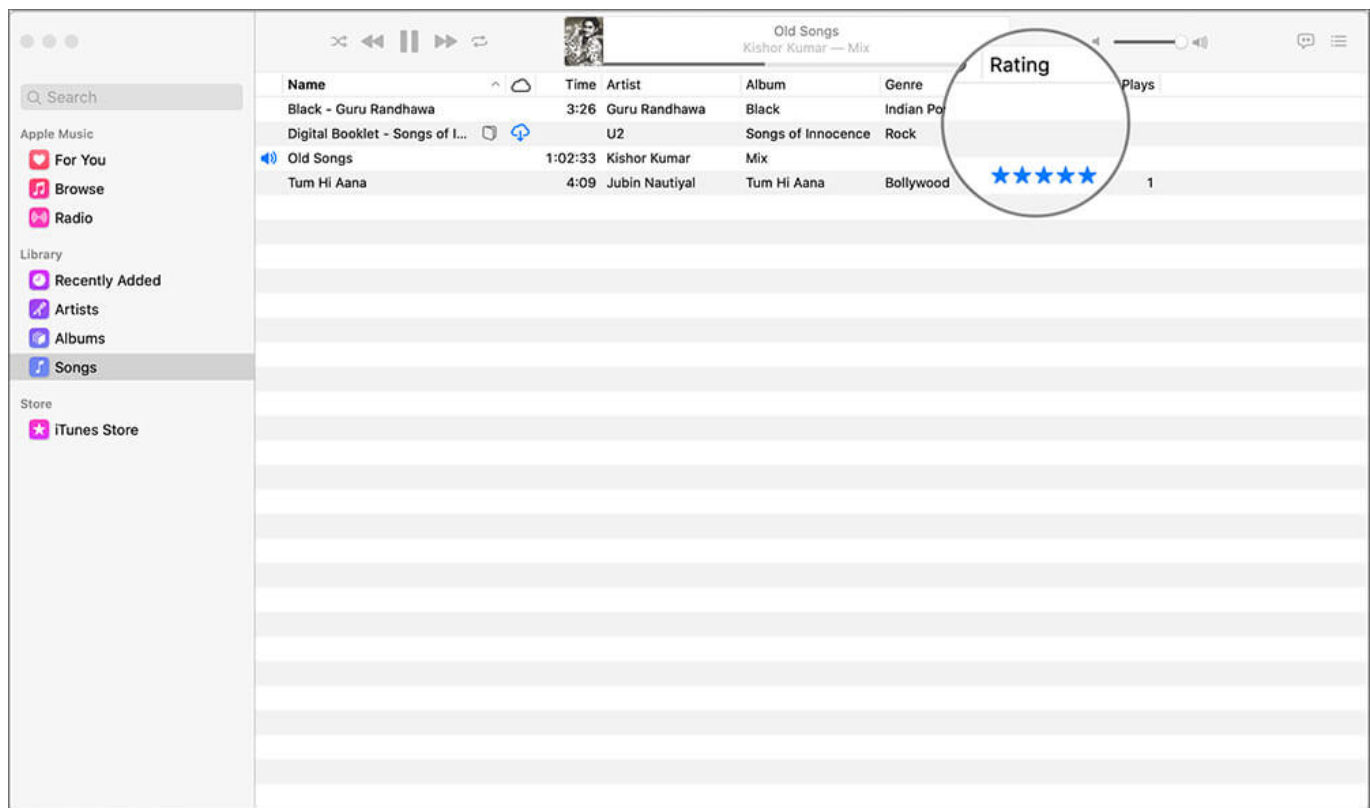 Old Songs
Kishor Kumar — Mix
Search
Apple Music
For You
Browse
Radio
Library
Recently Added
Artists
Albums
Songs
Store
iTunes Store
Name Time Artist Album Genre Rating Plays
Black - Guru Randhawa 3:26 Guru Randhawa Black Indian
Digital Booklet - Songs of I... U2 Songs of Innocence Rock
Old Songs 1:02:33 Kishor Kumar Mix
Tum Hi Aana 4:09 Jubin Nautiyal Tum Hi Aana Bollywood 1